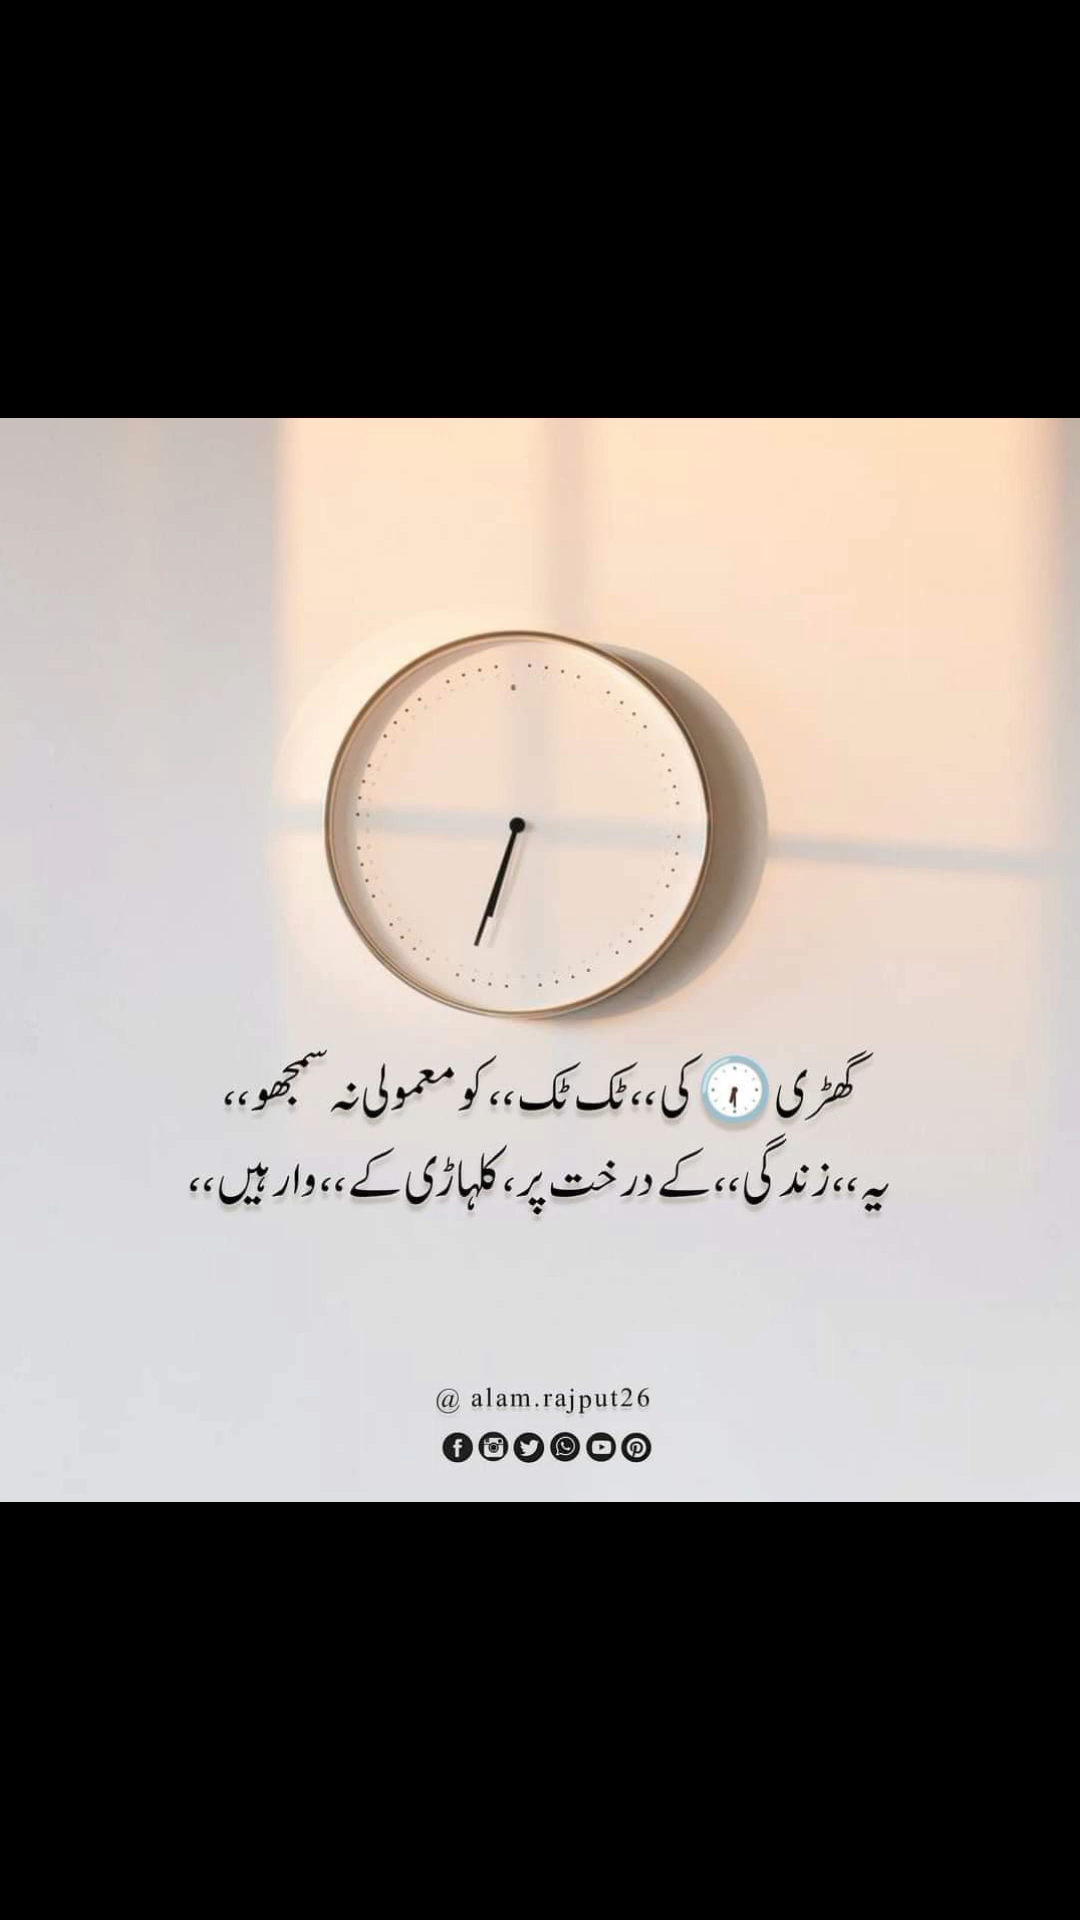 گھڑی 🕡 کی،،ٹک ٹک،، کو معمولی نہ سمجھو،،
یہ،،زندگی،،کے درخت پر، کلہاڑی کے،،وار ہیں،،
@ alam.rajput26